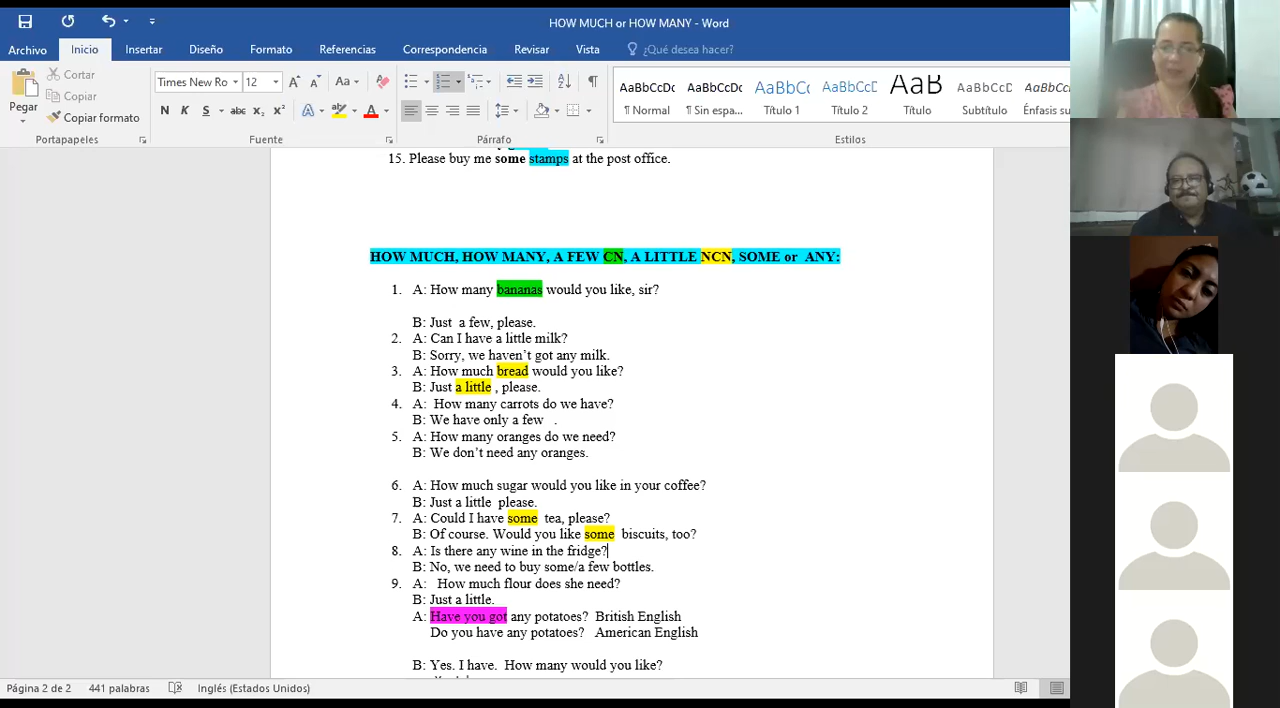 HOW MUCH or HOW MANY - Word
Archivo Inicio Insertar Diseño Formato Referencias Correspondencia Revisar Vista ¿Qué desea hacer?
Pegar
Cortar
Copiar
Copiar formato
Portapapeles
Times New Ro 12 Aa
N K S abc x₂ x² A ab A
Fuente
Párrafo
AaBbCcDc AaBbCcDc AaBbC AaBbCc AaB AaBbCcD AaBbCc
¶ Normal ¶ Sin espa... Título 1 Título 2 Título Subtítulo Énfasis su
Estilos
15. Please buy me some stamps at the post office.
HOW MUCH, HOW MANY, A FEW CN, A LITTLE NCN, SOME or ANY:
1. A: How many bananas would you like, sir?
B: Just a few, please.
2. A: Can I have a little milk?
B: Sorry, we haven't got any milk.
3. A: How much bread would you like?
B: Just a little , please.
4. A: How many carrots do we have?
B: We have only a few .
5. A: How many oranges do we need?
B: We don't need any oranges.
6. A: How much sugar would you like in your coffee?
B: Just a little please.
7. A: Could I have some tea, please?
B: Of course. Would you like some biscuits, too?
8. A: Is there any wine in the fridge?
B: No, we need to buy some/a few bottles.
9. A: How much flour does she need?
B: Just a little.
A: Have you got any potatoes? British English
Do you have any potatoes? American English
B: Yes. I have. How many would you like?
Página 2 de 2 441 palabras Inglés (Estados Unidos)